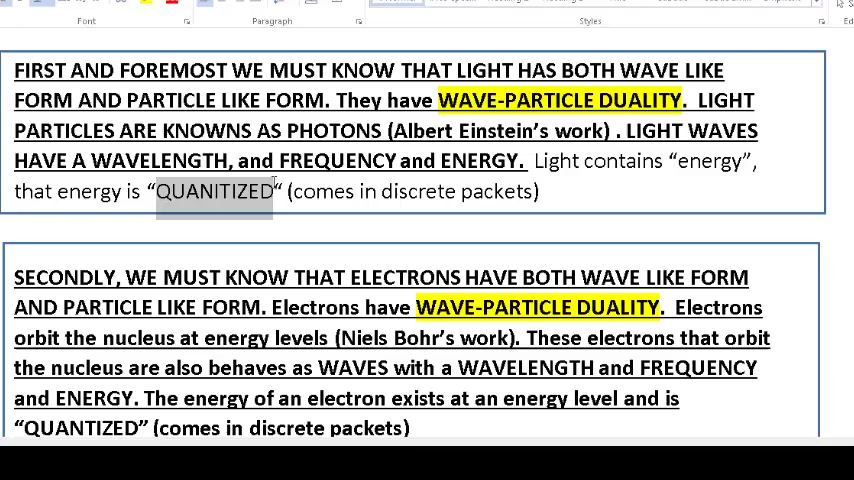 Font Paragraph Styles
FIRST AND FOREMOST WE MUST KNOW THAT LIGHT HAS BOTH WAVE LIKE
FORM AND PARTICLE LIKE FORM. They have WAVE-PARTICLE DUALITY. LIGHT
PARTICLES ARE KNOWNS AS PHOTONS (Albert Einstein's work) . LIGHT WAVES
HAVE A WAVELENGTH, and FREQUENCY and ENERGY. Light contains “energy”,
that energy is “QUANITIZED“ (comes in discrete packets)
SECONDLY, WE MUST KNOW THAT ELECTRONS HAVE BOTH WAVE LIKE FORM
AND PARTICLE LIKE FORM. Electrons have WAVE-PARTICLE DUALITY. Electrons
orbit the nucleus at energy levels (Niels Bohr's work). These electrons that orbit
the nucleus are also behaves as WAVES with a WAVELENGTH and FREQUENCY
and ENERGY. The energy of an electron exists at an energy level and is
“QUANTIZED” (comes in discrete packets)